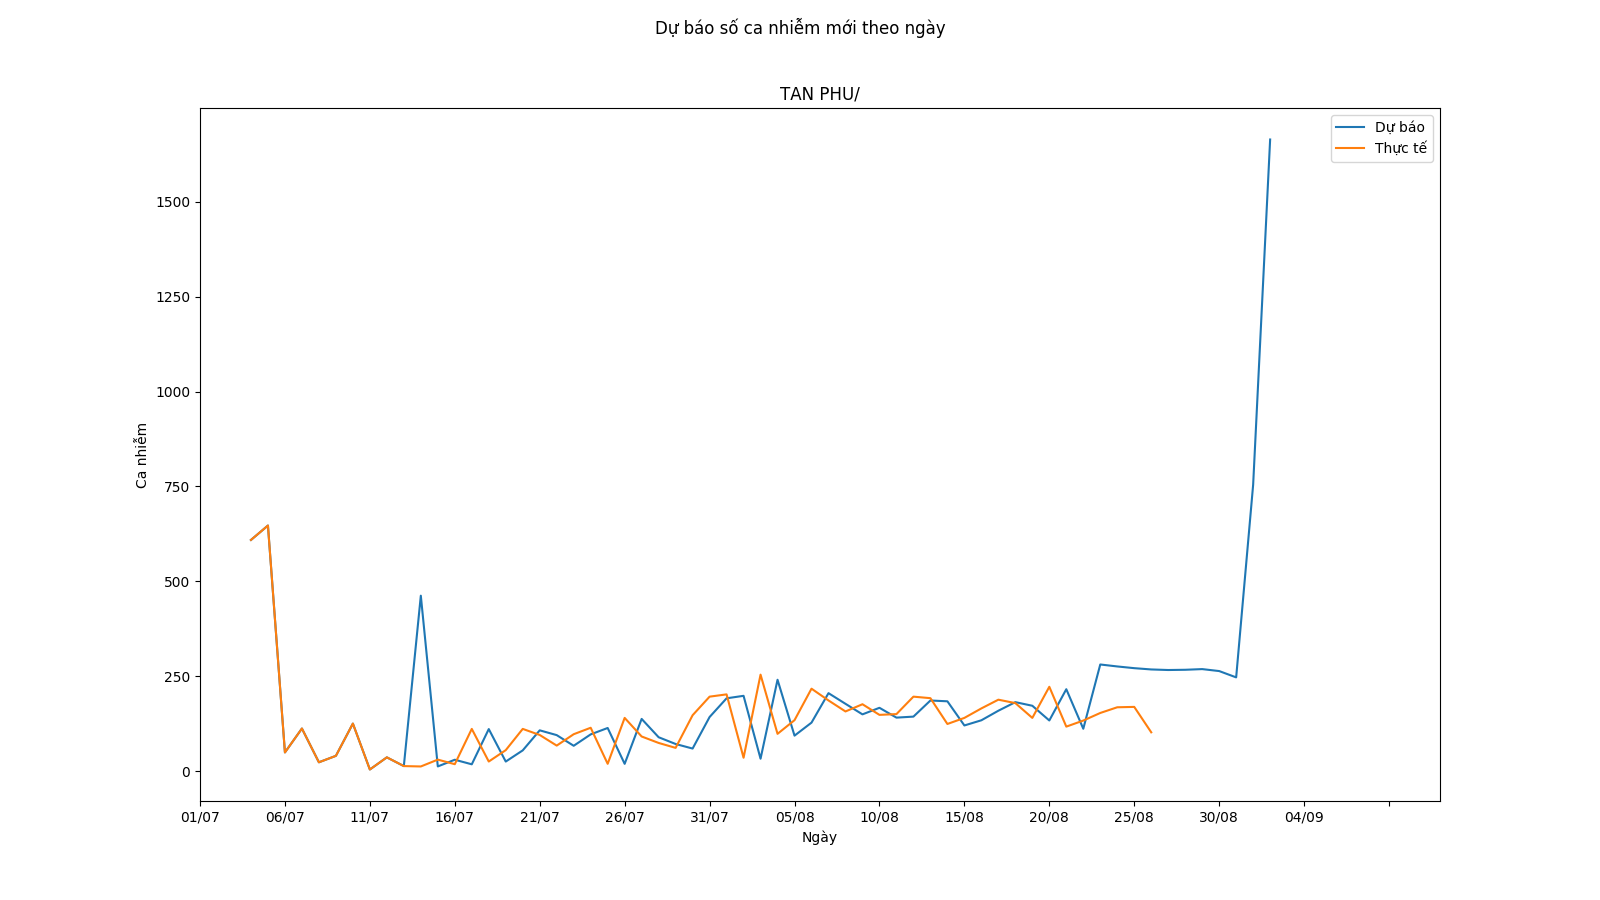 Dự báo số ca nhiễm mới theo ngày
TAN PHU/
Dự báo
Thực tế
Ca nhiễm
1500
1250
1000
750
500
250
0
01/07 06/07 11/07 16/07 21/07 26/07 31/07 05/08 10/08 15/08 20/08 25/08 30/08 04/09
Ngày